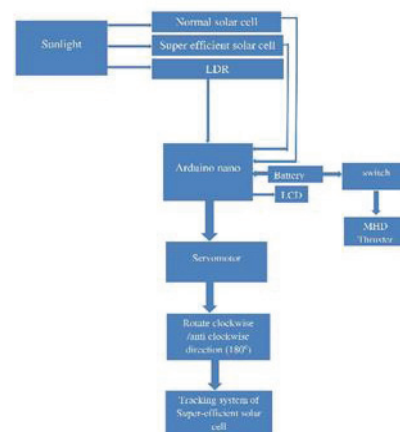 Normal solar cell
Sunlight
Super efficient solar cell
LDR
Arduino nano
Battery
switch
LCD
MHD
Thruster
Servomotor
Rotate clockwise
/anti clockwise
direction (180°)
Tracking system of
Super-efficient solar
cell